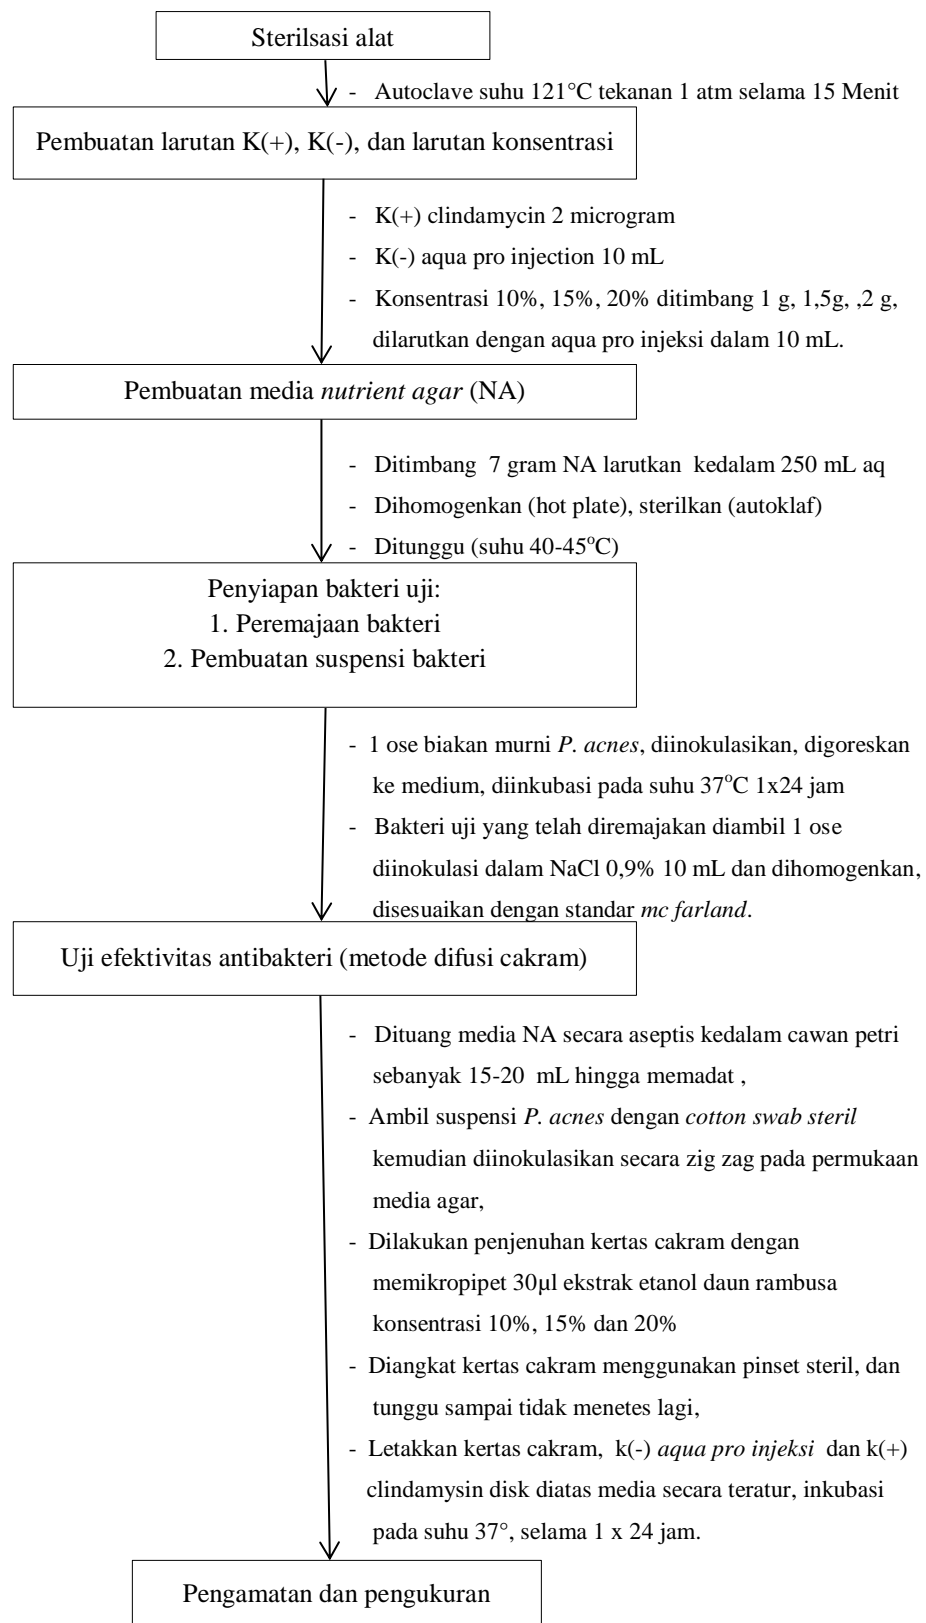 Sterilsasi alat
- Autoclave suhu 121°C tekanan 1 atm selama 15 Menit
Pembuatan larutan K(+), K(-), dan larutan konsentrasi
- K(+) clindamycin 2 microgram
- K(-) aqua pro injection 10 mL
- Konsentrasi 10%, 15%, 20% ditimbang 1 g, 1,5g, ,2 g,
dilarutkan dengan aqua pro injeksi dalam 10 mL.
Pembuatan media nutrient agar (NA)
- Ditimbang 7 gram NA larutkan kedalam 250 mL aq
- Dihomogenkan (hot plate), sterilkan (autoklaf)
- Ditunggu (suhu 40-45°C)
Penyiapan bakteri uji:
1. Peremajaan bakteri
2. Pembuatan suspensi bakteri
- 1 ose biakan murni P. acnes, diinokulasikan, digoreskan
ke medium, diinkubasi pada suhu 37°C 1x24 jam
- Bakteri uji yang telah diremajakan diambil 1 ose
diinokulasi dalam NaCl 0,9% 10 mL dan dihomogenkan,
disesuaikan dengan standar mc farland.
Uji efektivitas antibakteri (metode difusi cakram)
- Dituang media NA secara aseptis kedalam cawan petri
sebanyak 15-20 mL hingga memadat ,
- Ambil suspensi P. acnes dengan cotton swab steril
kemudian diinokulasikan secara zig zag pada permukaan
media agar,
- Dilakukan penjenuhan kertas cakram dengan
memikropipet 30µl ekstrak etanol daun rambusa
konsentrasi 10%, 15% dan 20%
- Diangkat kertas cakram menggunakan pinset steril, dan
tunggu sampai tidak menetes lagi,
- Letakkan kertas cakram, k(-) aqua pro injeksi dan k(+)
clindamysin disk diatas media secara teratur, inkubasi
pada suhu 37°, selama 1 x 24 jam.
Pengamatan dan pengukuran